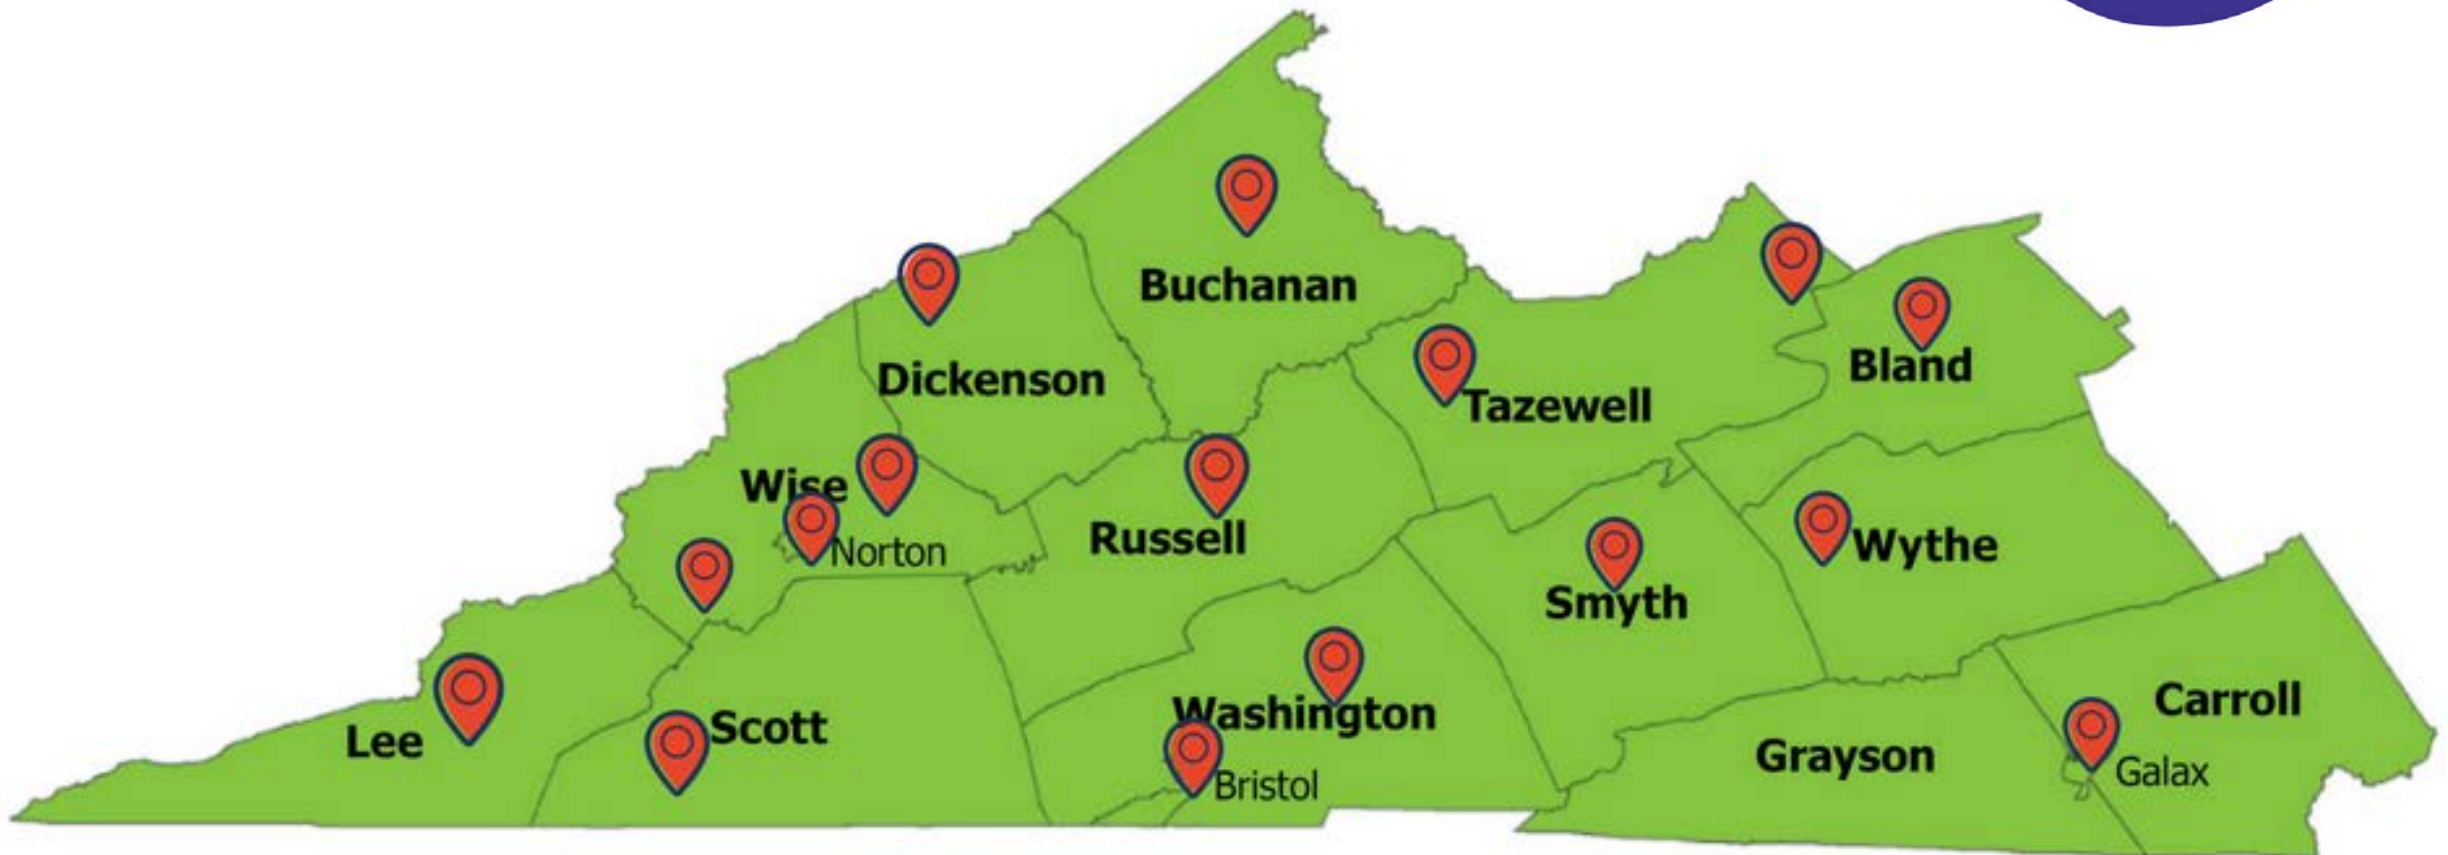 Buchanan
Dickenson
Bland
Tazewell
Wise
Norton
Russell
Wythe
Smyth
Lee
Scott
Washington
Bristol
Grayson
Carroll
Galax